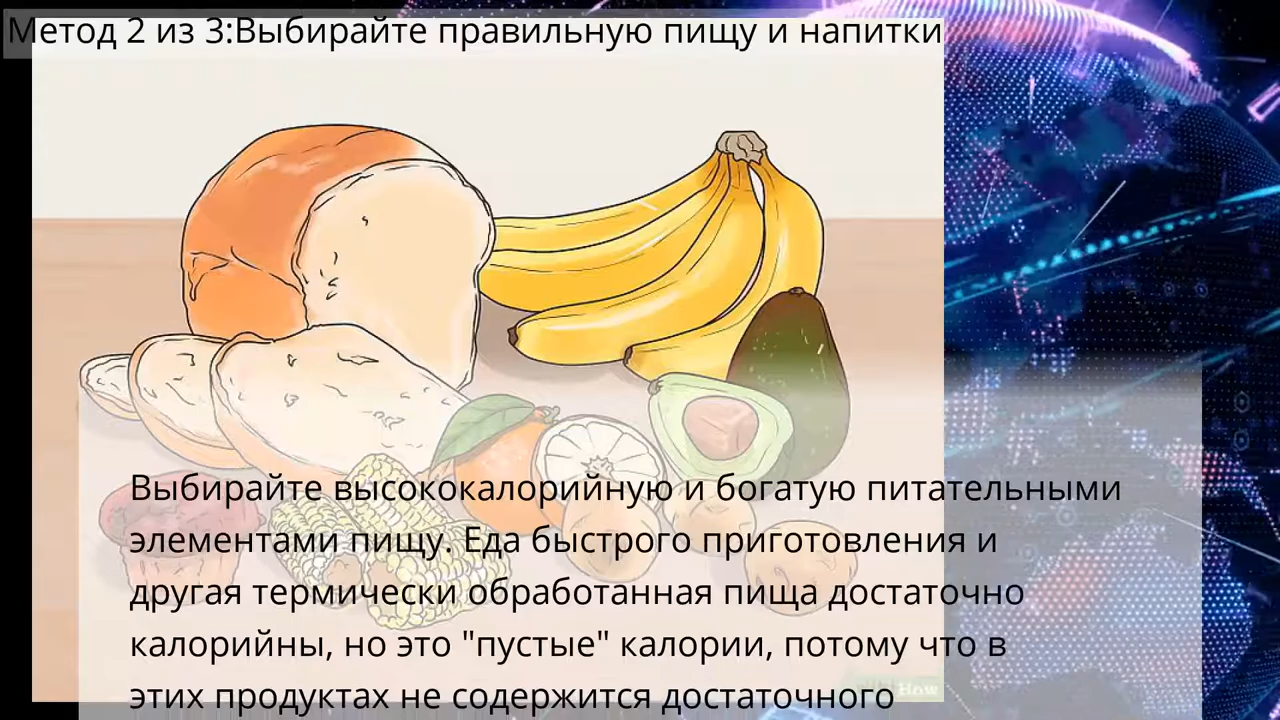 Метод 2 из 3:Выбирайте правильную пищу и напитки
Выбирайте высококалорийную и богатую питательными
элементами пищу. Еда быстрого приготовления и
другая термически обработанная пища достаточно
калорийны, но это "пустые" калории, потому что в
этих продуктах не содержится достаточного
How